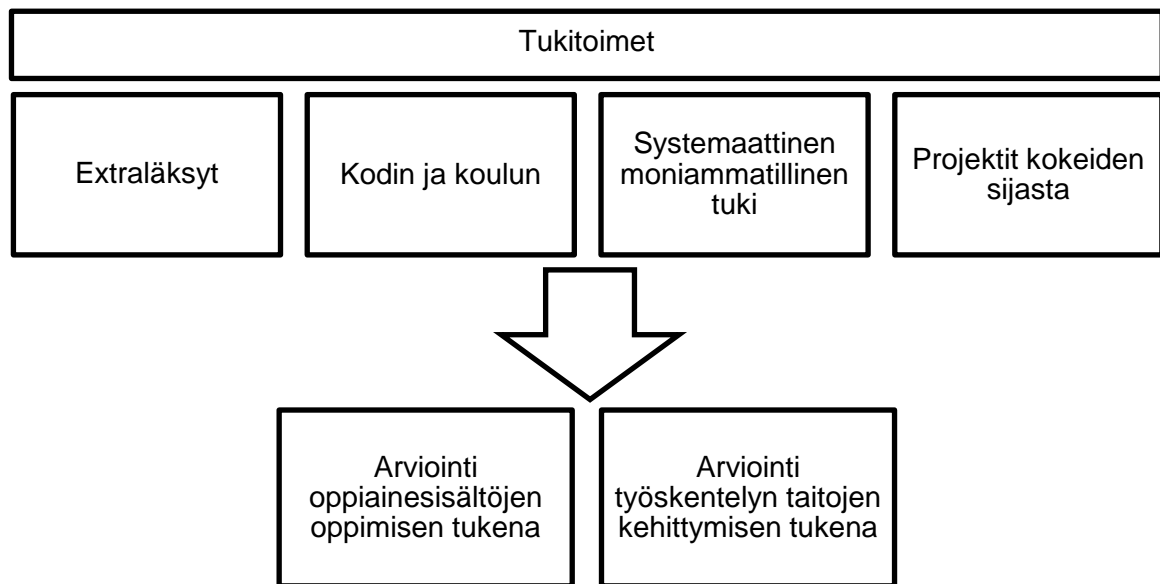 Tukitoimet
Extraläksyt
Kodin ja koulun
Systemaattinen
moniammatillinen
tuki
Projektit kokeiden
sijasta
Arviointi
oppiainesisältöjen
oppimisen tukena
Arviointi
työskentelyn taitojen
kehittymisen tukena